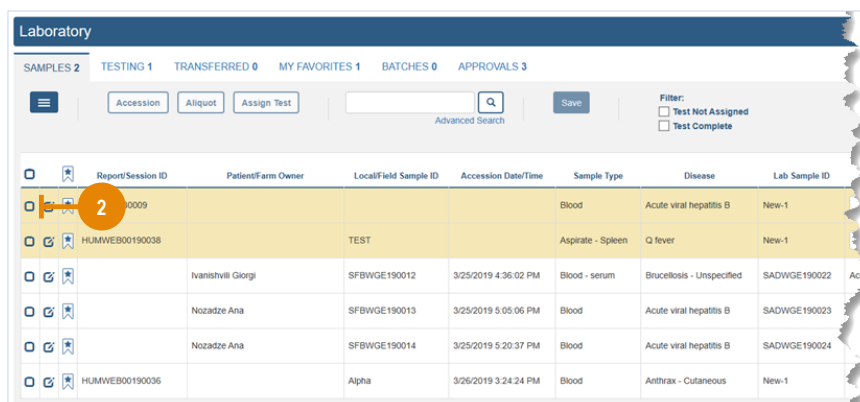 Laboratory
SAMPLES 2 TESTING 1 TRANSFERRED 0 MY FAVORITES 1 BATCHES 0 APPROVALS 3
Accession Aliquot Assign Test Save Filter:
Test Not Assigned
Advanced Search Test Complete
Report/Session ID Patient/Farm Owner Local/Field Sample ID Accession Date/Time Sample Type Disease Lab Sample ID
2 0009 Blood Acute viral hepatitis B New-1
HUMWEB00190038 TEST Aspirate - Spleen Q fever New-1
Ivanishvili Giorgi SFBWGE190012 3/25/2019 4:36:02 PM Blood - serum Brucellosis - Unspecified SADWGE190022 Ac
Nozadze Ana SFBWGE190013 3/25/2019 5:05:06 PM Blood Acute viral hepatitis B SADWGE190023
Nozadze Ana SFBWGE190014 3/25/2019 5:20:37 PM Blood Acute viral hepatitis B SADWGE190024
HUMWEB00190036 Alpha 3/26/2019 3:24:24 PM Blood Anthrax - Cutaneous New-1